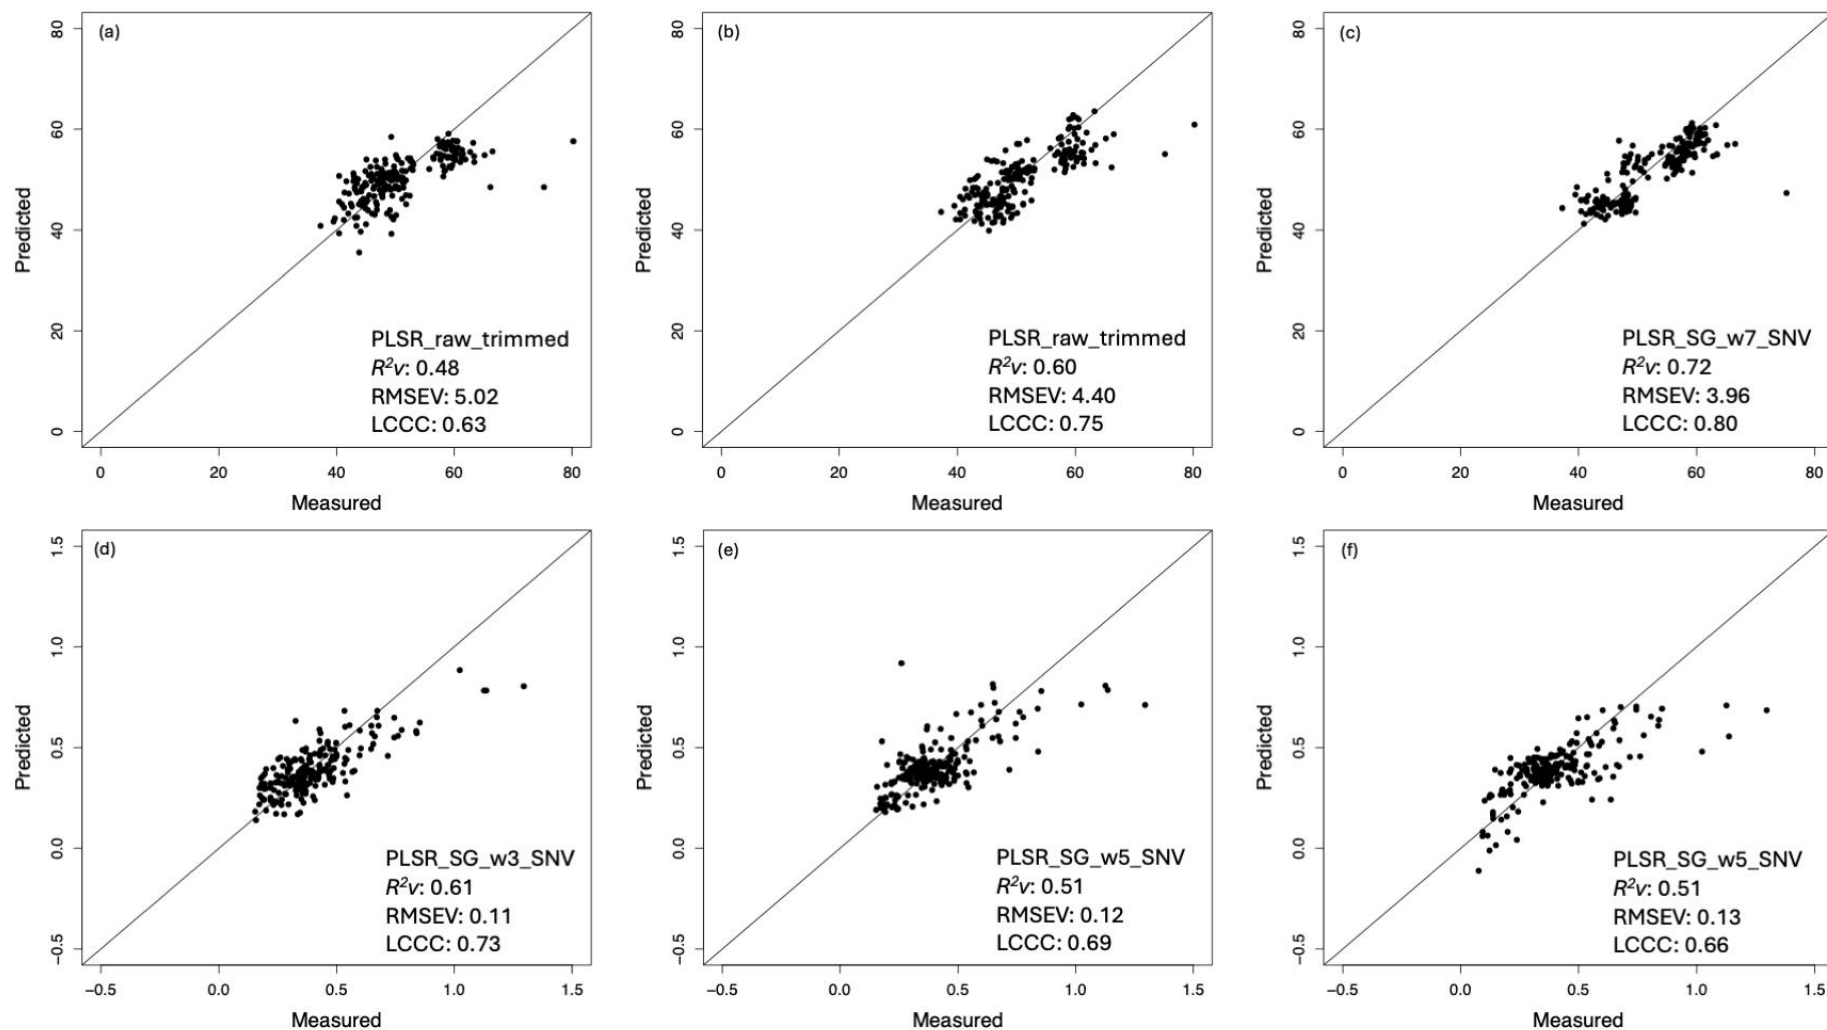 (a)
80
60
40
20
0
Predicted
PLSR_raw_trimmed
R²v: 0.48
RMSEV: 5.02
LCCC: 0.63
0 20 40 60 80
Measured
(b)
80
60
40
20
0
Predicted
PLSR_raw_trimmed
R²v: 0.60
RMSEV: 4.40
LCCC: 0.75
0 20 40 60 80
Measured
(c)
80
60
40
20
0
Predicted
PLSR_SG_w7_SNV
R²v: 0.72
RMSEV: 3.96
LCCC: 0.80
0 20 40 60 80
Measured
(d)
1.5
1.0
0.5
0.0
−0.5
Predicted
PLSR_SG_w3_SNV
R²v: 0.61
RMSEV: 0.11
LCCC: 0.73
−0.5 0.0 0.5 1.0 1.5
Measured
(e)
1.5
1.0
0.5
0.0
−0.5
Predicted
PLSR_SG_w5_SNV
R²v: 0.51
RMSEV: 0.12
LCCC: 0.69
−0.5 0.0 0.5 1.0 1.5
Measured
(f)
1.5
1.0
0.5
0.0
−0.5
Predicted
PLSR_SG_w5_SNV
R²v: 0.51
RMSEV: 0.13
LCCC: 0.66
−0.5 0.0 0.5 1.0 1.5
Measured